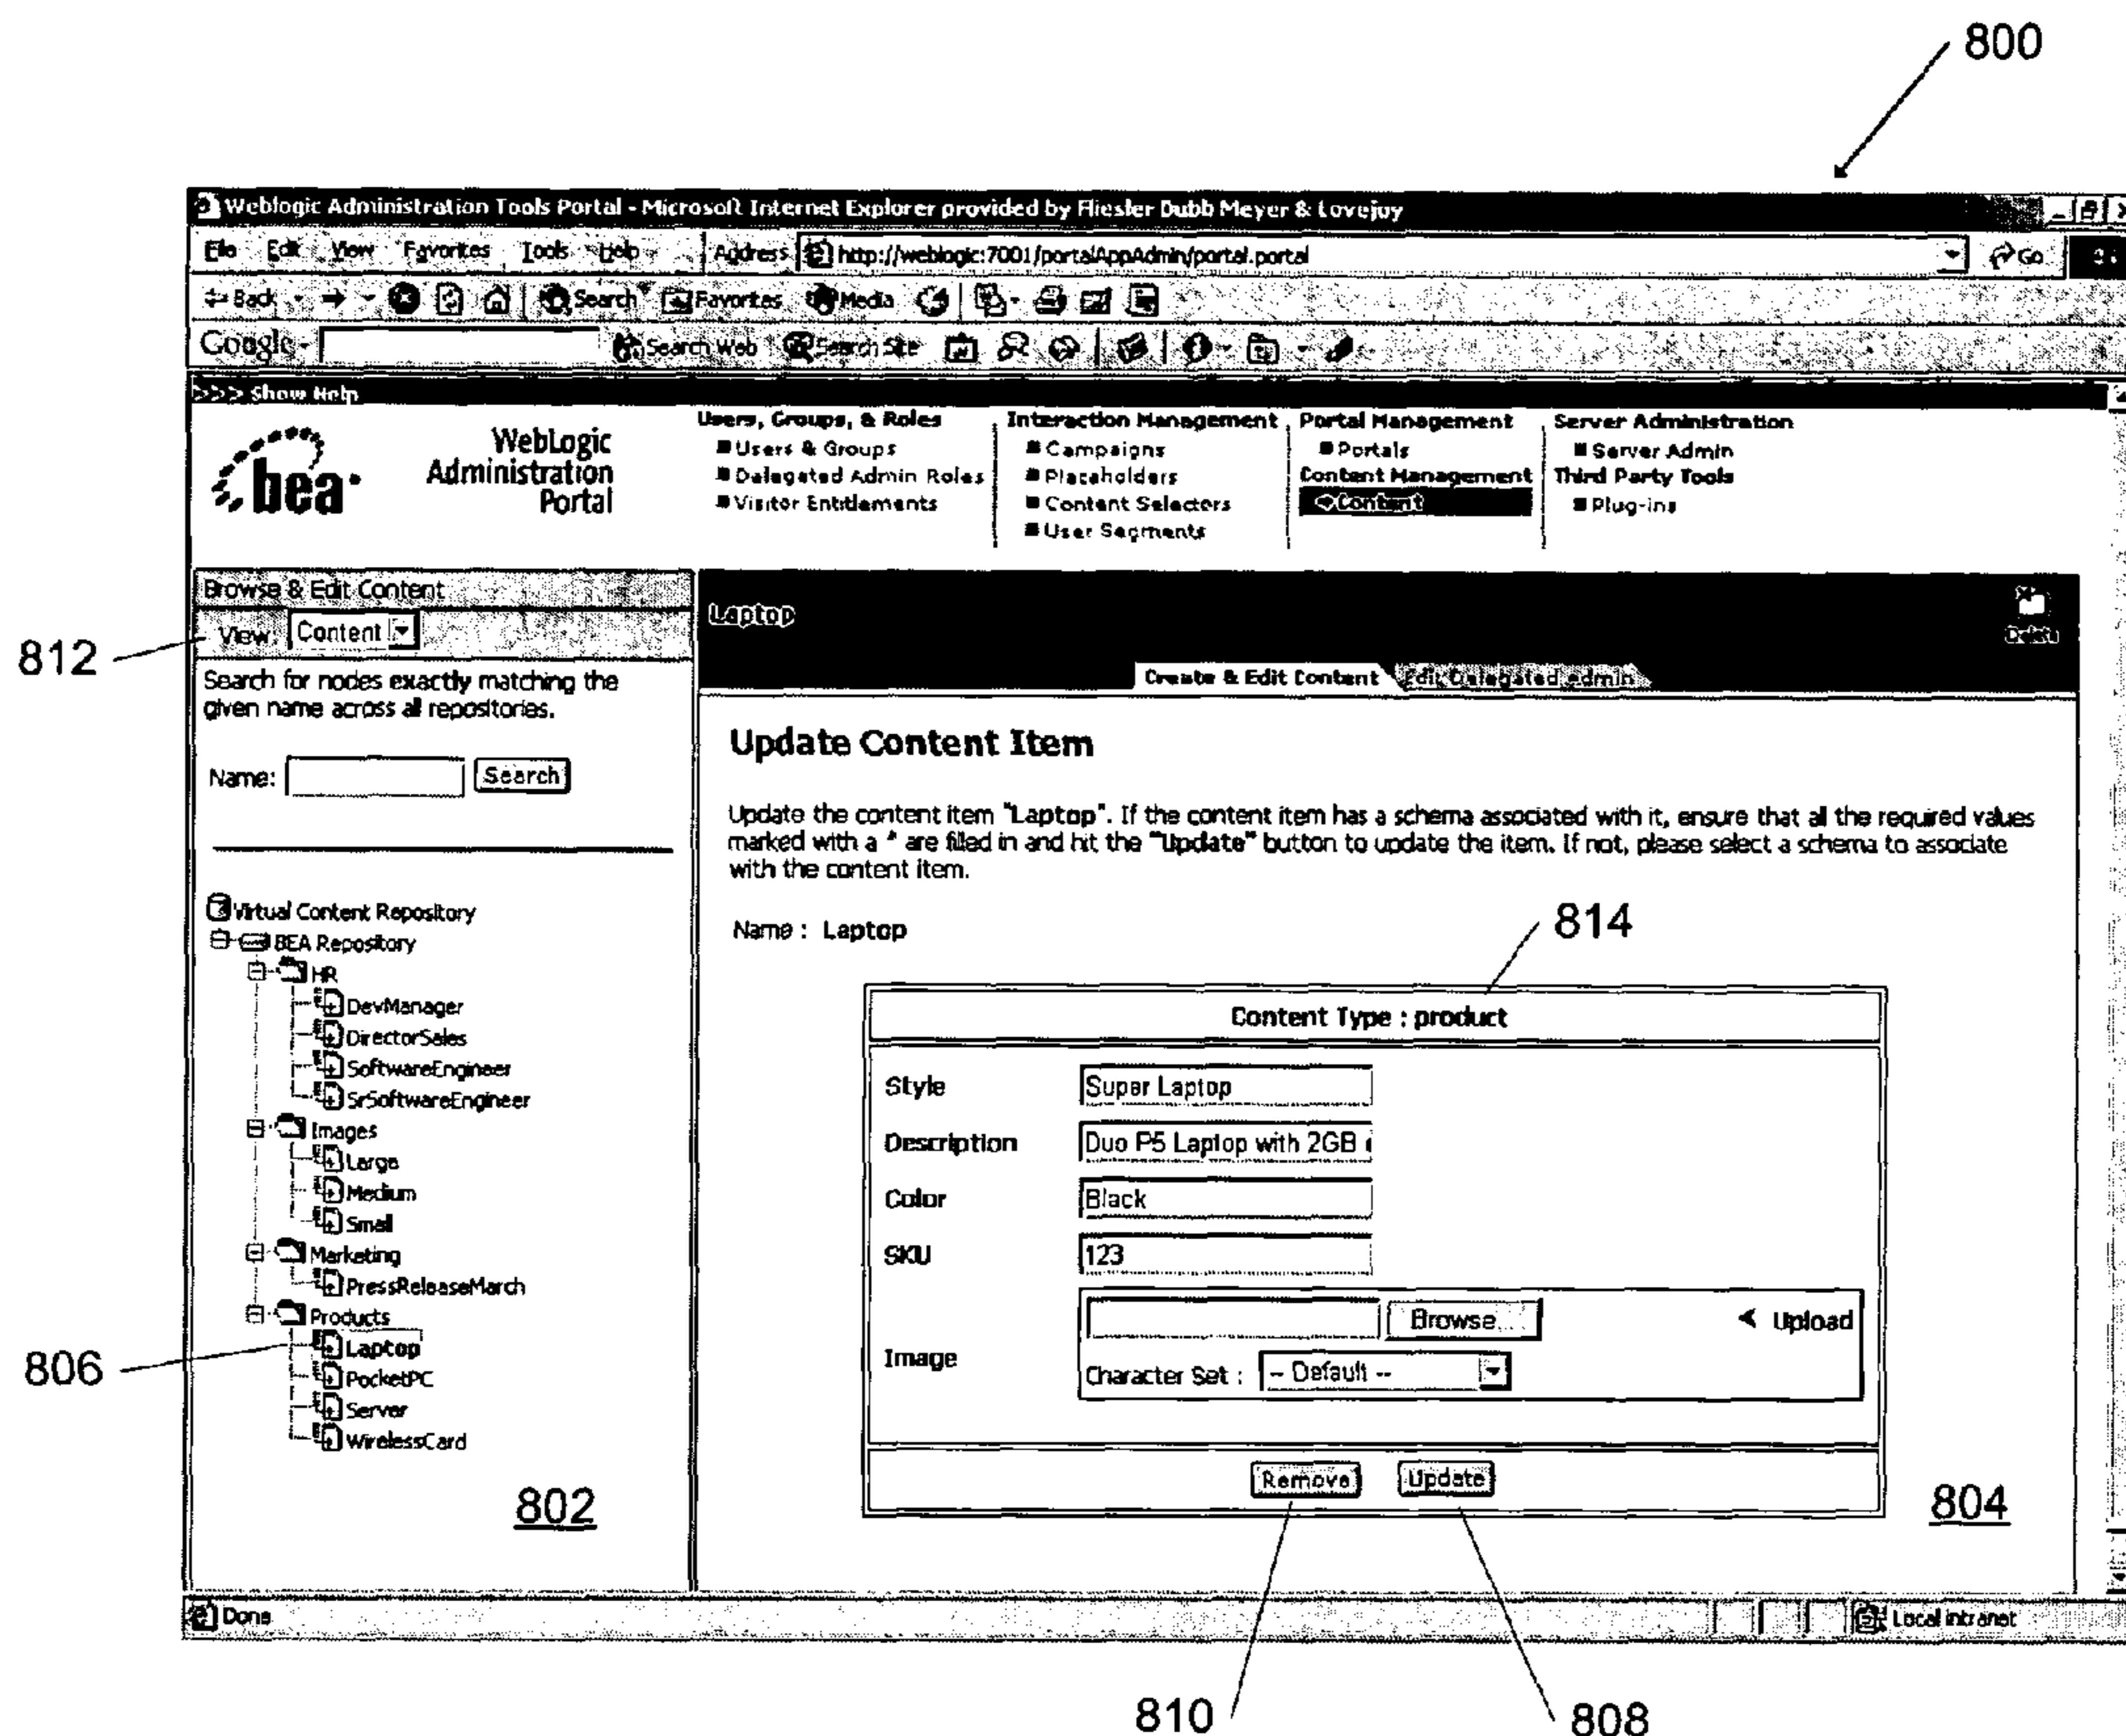 800
Weblogic Administration Tools Portal - Microsoft Internet Explorer provided by Fliesler Dubb Meyer & Lovejoy
File Edit View Favorites Tools Help Address http://weblogic:7001/portalAppAdmin/portal.portal Go
Back Search Favorites Media
Google Search Web Search Site
>>> Show Help
bea
WebLogic
Administration
Portal
Users, Groups, & Roles
Users & Groups
Delegated Admin Roles
Visitor Entitlements
Interaction Management
Campaigns
Placeholders
Content Selectors
User Segments
Portal Management
Portals
Content Management
Content
Server Administration
Server Admin
Third Party Tools
Plug-ins
Browse & Edit Content
812
View: Content
Search for nodes exactly matching the
given name across all repositories.
Name: Search
Virtual Content Repository
BEA Repository
HR
DevManager
DirectorSales
SoftwareEngineer
SrSoftwareEngineer
Images
Large
Medium
Small
Marketing
PressReleaseMarch
Products
806
Laptop
PocketPC
Server
WirelessCard
802
Laptop
Delete
Create & Edit Content Edit Delegated admin
Update Content Item
Update the content item "Laptop". If the content item has a schema associated with it, ensure that all the required values
marked with a * are filled in and hit the "Update" button to update the item. If not, please select a schema to associate
with the content item.
Name : Laptop
814
Content Type : product
Style Super Laptop
Description Duo P5 Laptop with 2GB
Color Black
SKU 123
Image Browse... Upload
Character Set : -- Default --
Remove Update
804
Done Local intranet
810
808